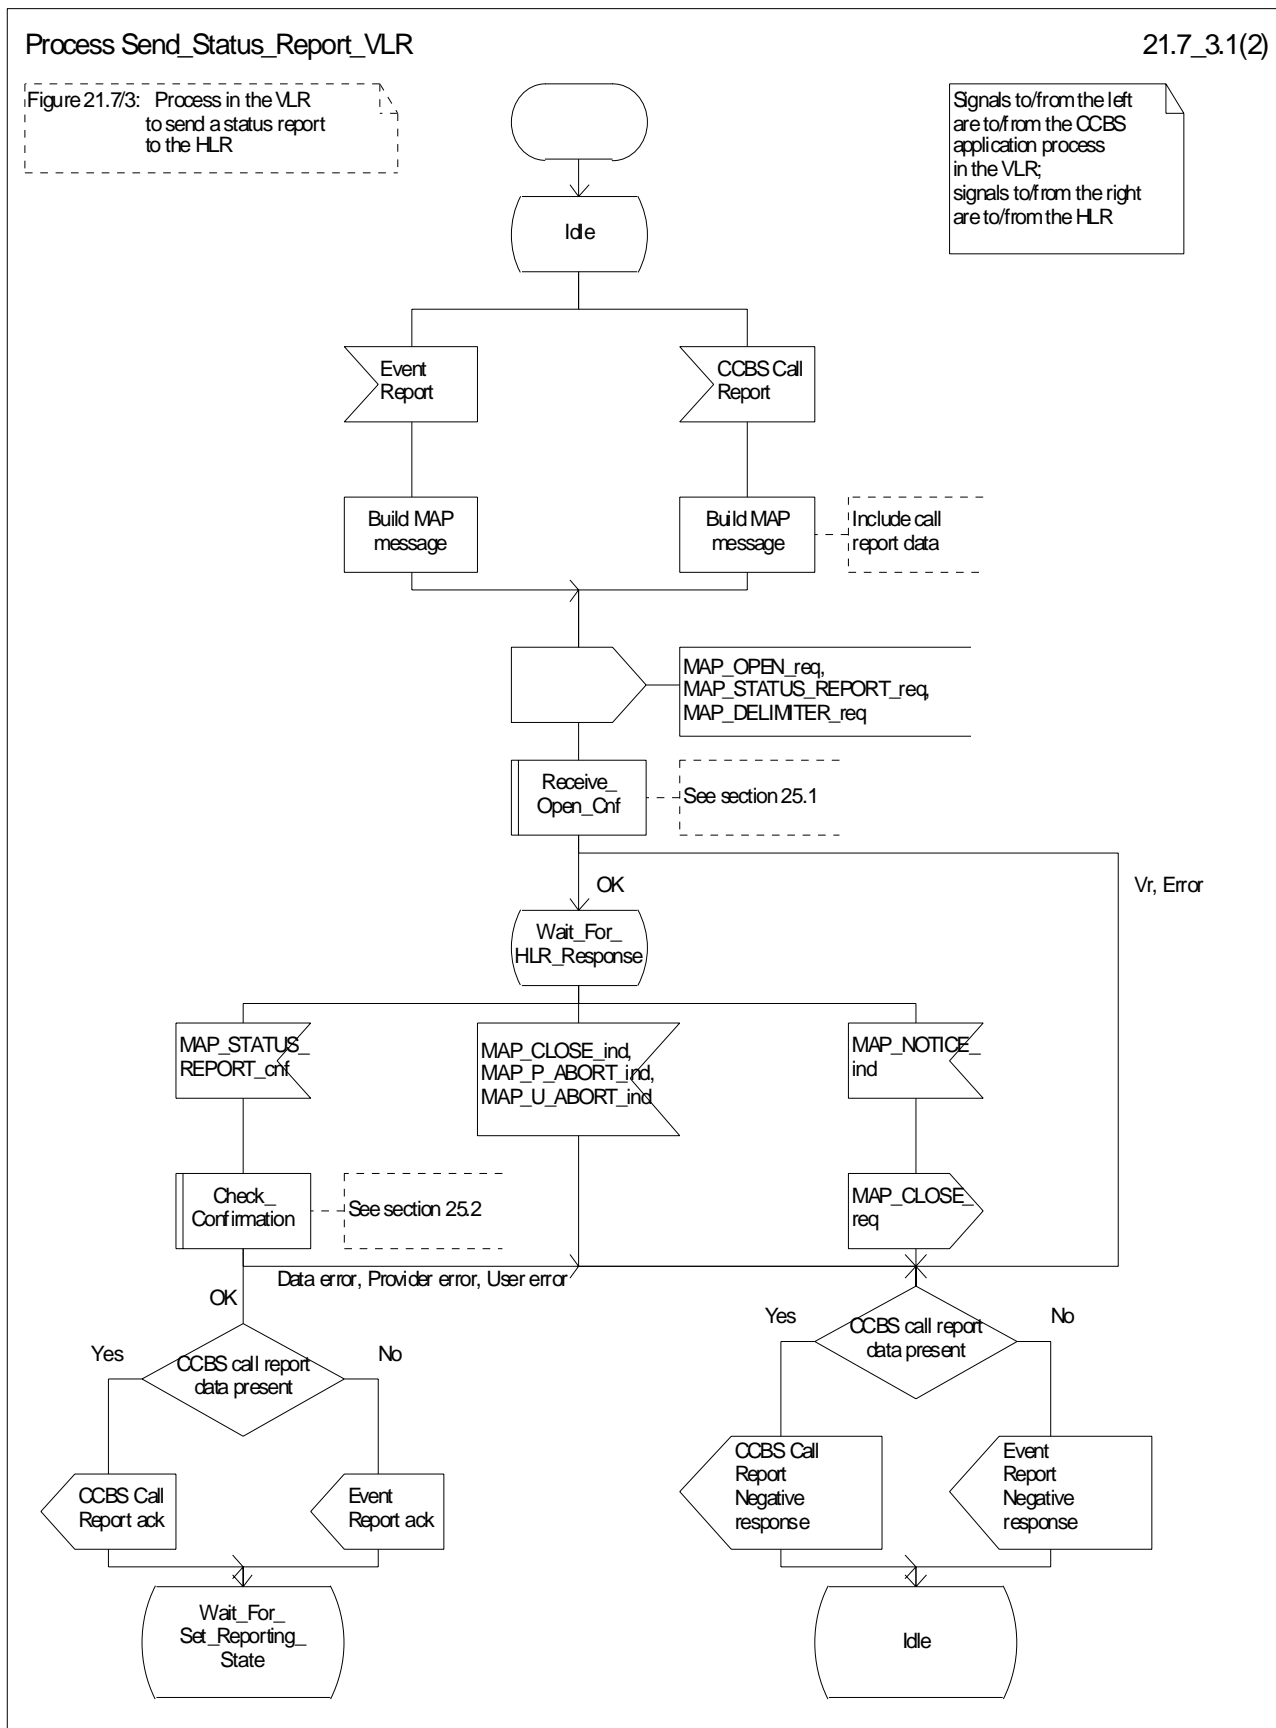 Process Send_Status_Report_VLR
21.7_3.1(2)
Figure 21.7/3: Process in the VLR
to send a status report
to the HLR
Signals to/from the left
are to/from the CCBS
application process
in the VLR;
signals to/from the right
are to/from the HLR
Idle
Event
Report
CCBS Call
Report
Build MAP
message
Build MAP
message
Include call
report data
MAP_OPEN_req,
MAP_STATUS_REPORT_req,
MAP_DELIMITER_req
Receive_
Open_Cnf
See section 25.1
OK
Vr, Error
Wait_For_
HLR_Response
MAP_STATUS_
REPORT_cnf
MAP_CLOSE_ind,
MAP_P_ABORT_ind,
MAP_U_ABORT_ind
MAP_NOTICE_
ind
Check_
Confirmation
See section 25.2
MAP_CLOSE_
req
Data error, Provider error, User error
OK
Yes
CCBS call report
data present
No
Yes
CCBS call report
data present
No
CCBS Call
Report ack
Event
Report ack
CCBS Call
Report
Negative
response
Event
Report
Negative
response
Wait_For_
Set_Reporting_
State
Idle